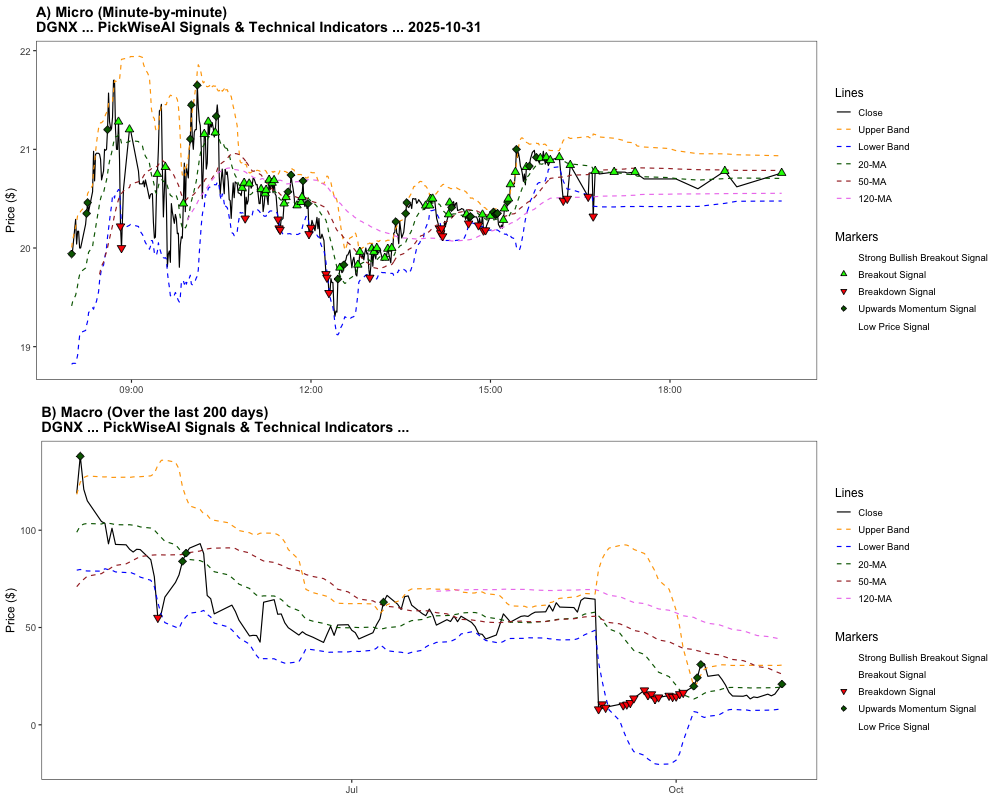 A) Micro (Minute-by-minute)
DGNX ... PickWiseAI Signals & Technical Indicators ... 2025-10-31
22
21
20
19
Price ($)
09:00
12:00
15:00
18:00
Lines
Close
Upper Band
Lower Band
20-MA
50-MA
120-MA
Markers
Strong Bullish Breakout Signal
Breakout Signal
Breakdown Signal
Upwards Momentum Signal
Low Price Signal
B) Macro (Over the last 200 days)
DGNX ... PickWiseAI Signals & Technical Indicators ...
100
50
0
Price ($)
Jul
Oct
Lines
Close
Upper Band
Lower Band
20-MA
50-MA
120-MA
Markers
Strong Bullish Breakout Signal
Breakout Signal
Breakdown Signal
Upwards Momentum Signal
Low Price Signal